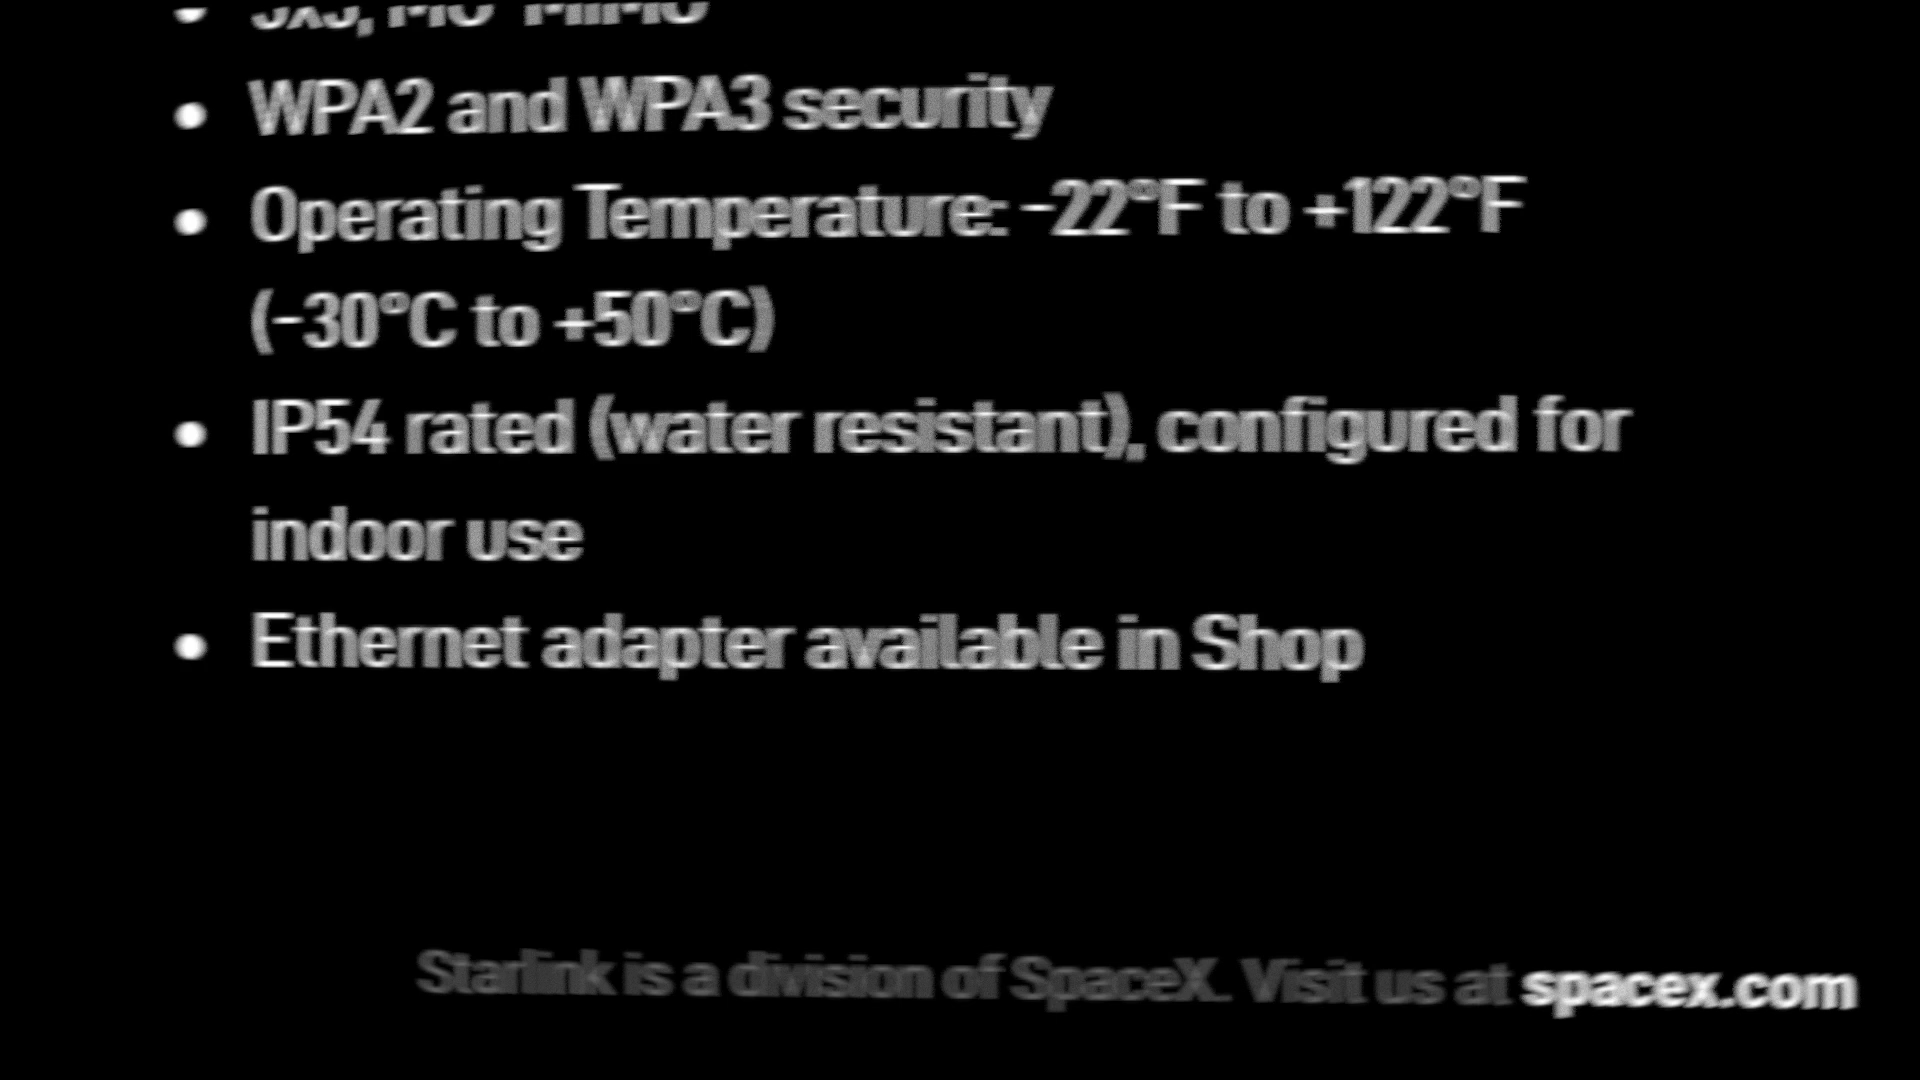 WPA2 and WPA3 security
Operating Temperature: -22°F to +122°F
(-30°C to +50°C)
IP54 rated (water resistant), configured for
indoor use
Ethernet adapter available in Shop
Starlink is a division of SpaceX. Visit us at spacex.com